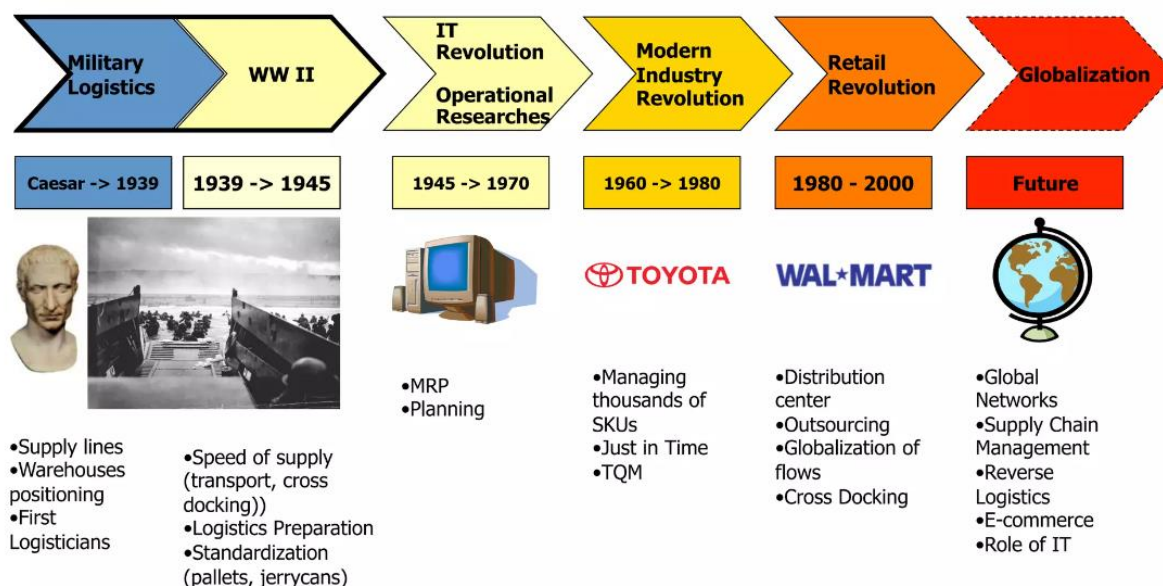 Military
Logistics
WW II
IT
Revolution
Operational
Researches
Modern
Industry
Revolution
Retail
Revolution
Globalization
Caesar -> 1939
1939 -> 1945
1945 -> 1970
1960 -> 1980
1980 - 2000
Future
TOYOTA
WAL★MART
•Supply lines
•Warehouses
positioning
•First
Logisticians
•Speed of supply
(transport, cross
docking))
•Logistics Preparation
•Standardization
(pallets, jerrycans)
•MRP
•Planning
•Managing
thousands of
SKUs
•Just in Time
•TQM
•Distribution
center
•Outsourcing
•Globalization of
flows
•Cross Docking
•Global
Networks
•Supply Chain
Management
•Reverse
Logistics
•E-commerce
•Role of IT